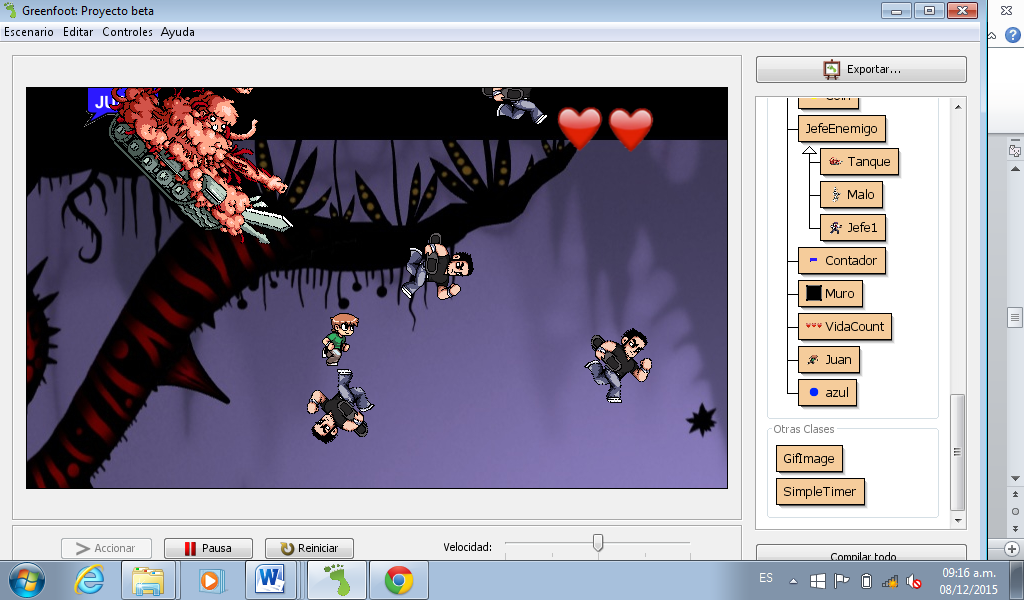 Greenfoot: Proyecto beta
Escenario Editar Controles Ayuda
Exportar...
JefeEnemigo
Tanque
Malo
Jefe1
Contador
Muro
VidaCount
Juan
azul
Otras Clases
GifImage
SimpleTimer
Accionar
Pausa
Reiniciar
Velocidad:
Compilar todo
ES
09:16 a.m.
08/12/2015